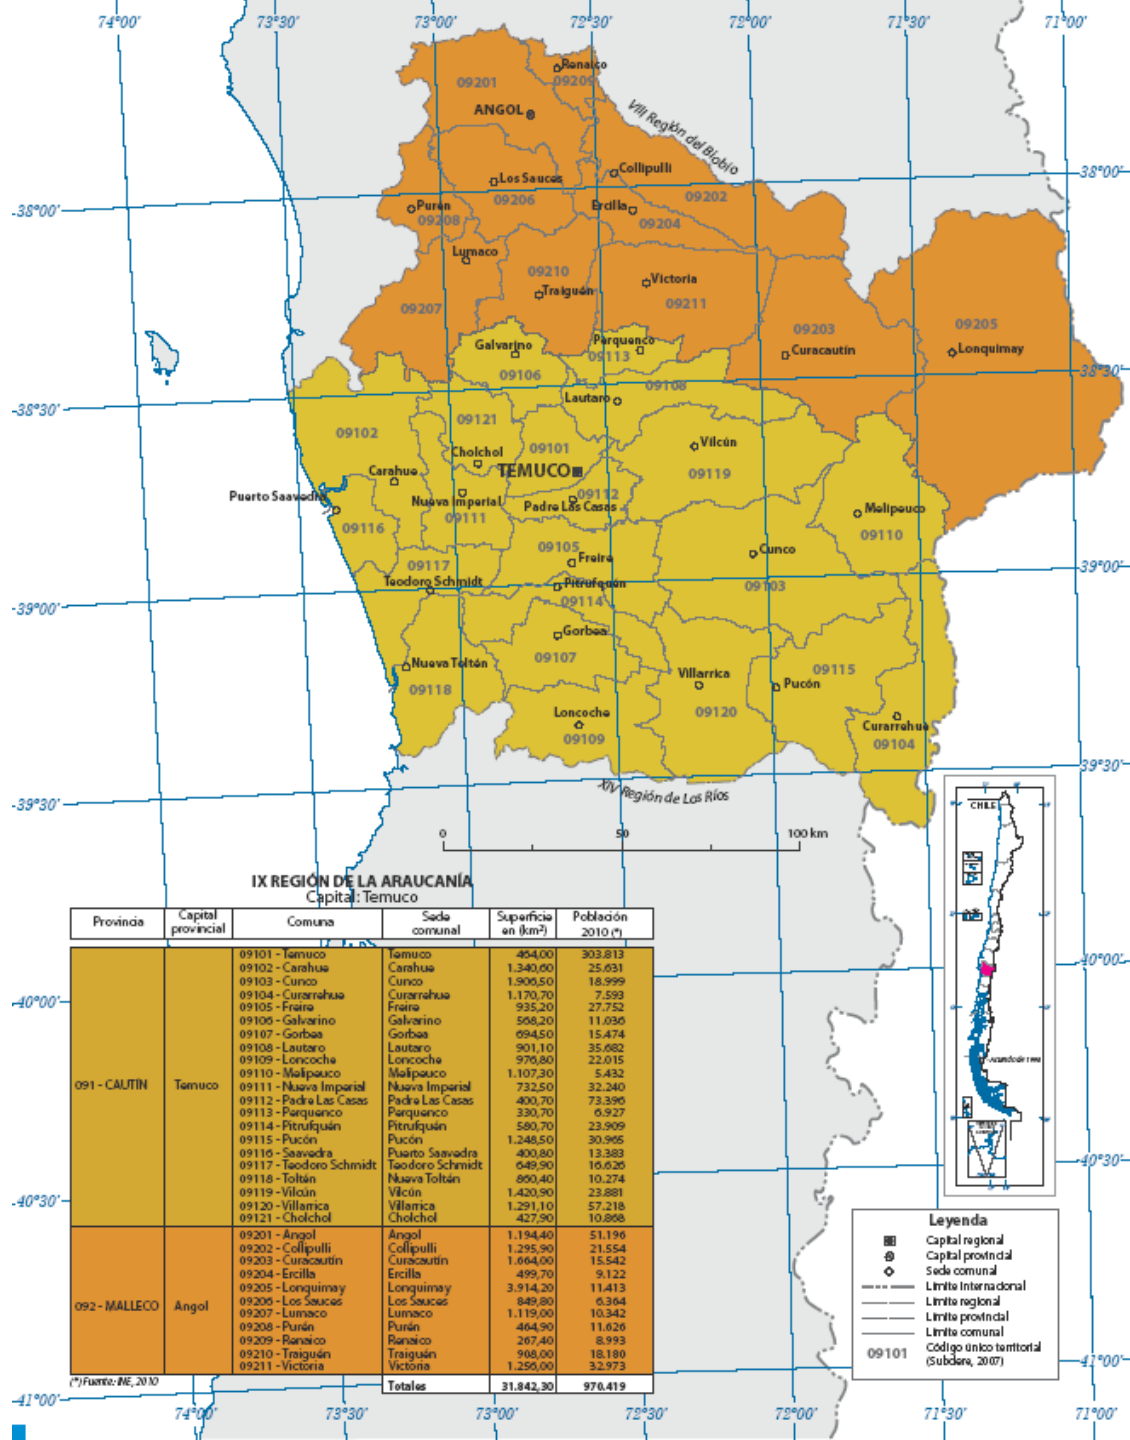 74°00' 73°30' 73°00' 72°30' 72°00' 71°30' 71°00'
Renaico
09201
09209
ANGOL
VIII Región del Biobío
Collipulli
38°00'
Los Sauces
09206
09202
Ercilla
38°00'
Purén
09208
09204
Lumaco
09210
Victoria
Traiguén
09211
09207
09203
09205
Perquenco
Galvarino
Curacautín
Lonquimay
09113
38°30'
09106
09108
Lautaro
38°30'
09121
09102
09101
Vilcún
Cholchol
TEMUCO
09119
Carahue
Puerto Saavedra
09112
Nueva Imperial
Padre Las Casas
Melipeuco
09111
09116
09110
09105
Cunco
Freire
09117
39°00'
Teodoro Schmidt
Pitrufquén
09103
09114
39°00'
Gorbea
09107
Nueva Toltén
09115
Villarrica
Pucón
09118
Loncoche
09120
Curarrehue
09109
09104
39°30'
XIV Región de Los Ríos
39°30'
CHILE
0 50 100 km
IX REGIÓN DE LA ARAUCANÍA
Capital: Temuco
Provincia Capital provincial Comuna Sede comunal Superficie en (km²) Población 2010 (*)
091 - CAUTÍN Temuco
09101 - Temuco Temuco 464,00 303.813
09102 - Carahue Carahue 1.340,60 25.631
09103 - Cunco Cunco 1.906,50 18.999
09104 - Curarrehue Curarrehue 1.170,70 7.593
09105 - Freire Freire 935,20 27.752
09106 - Galvarino Galvarino 568,20 11.036
09107 - Gorbea Gorbea 694,50 15.474
09108 - Lautaro Lautaro 901,10 35.682
09109 - Loncoche Loncoche 976,80 22.015
09110 - Melipeuco Melipeuco 1.107,30 5.432
09111 - Nueva Imperial Nueva Imperial 732,50 32.240
09112 - Padre Las Casas Padre Las Casas 400,70 73.396
09113 - Perquenco Perquenco 330,70 6.927
09114 - Pitrufquén Pitrufquén 580,70 23.909
09115 - Pucón Pucón 1.248,50 30.965
09116 - Saavedra Puerto Saavedra 400,80 13.383
09117 - Teodoro Schmidt Teodoro Schmidt 649,90 16.626
09118 - Toltén Nueva Toltén 860,40 10.274
09119 - Vilcún Vilcún 1.420,90 23.881
09120 - Villarrica Villarrica 1.291,10 57.218
09121 - Cholchol Cholchol 427,90 10.868
092 - MALLECO Angol
09201 - Angol Angol 1.194,40 51.196
09202 - Collipulli Collipulli 1.295,90 21.554
09203 - Curacautín Curacautín 1.664,00 15.542
09204 - Ercilla Ercilla 499,70 9.122
09205 - Lonquimay Lonquimay 3.914,20 11.413
09206 - Los Sauces Los Sauces 849,80 6.364
09207 - Lumaco Lumaco 1.119,00 10.342
09208 - Purén Purén 464,90 11.626
09209 - Renaico Renaico 267,40 8.993
09210 - Traiguén Traiguén 908,00 18.180
09211 - Victoria Victoria 1.256,00 32.973
(*) Fuente: INE, 2010
Totales 31.842,30 970.419
40°00'
40°00'
40°30'
40°30'
41°00'
41°00'
Leyenda
Capital regional
Capital provincial
Sede comunal
Límite internacional
Límite regional
Límite provincial
Límite comunal
09101 Código único territorial
(Subdere, 2007)
74°00' 73°30' 73°00' 72°30' 72°00' 71°30' 71°00'